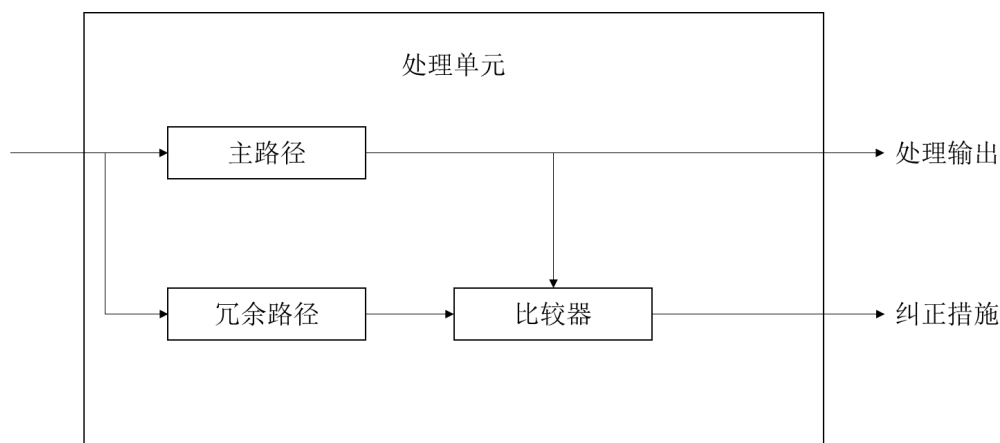 处理单元
主路径
处理输出
冗余路径
比较器
纠正措施